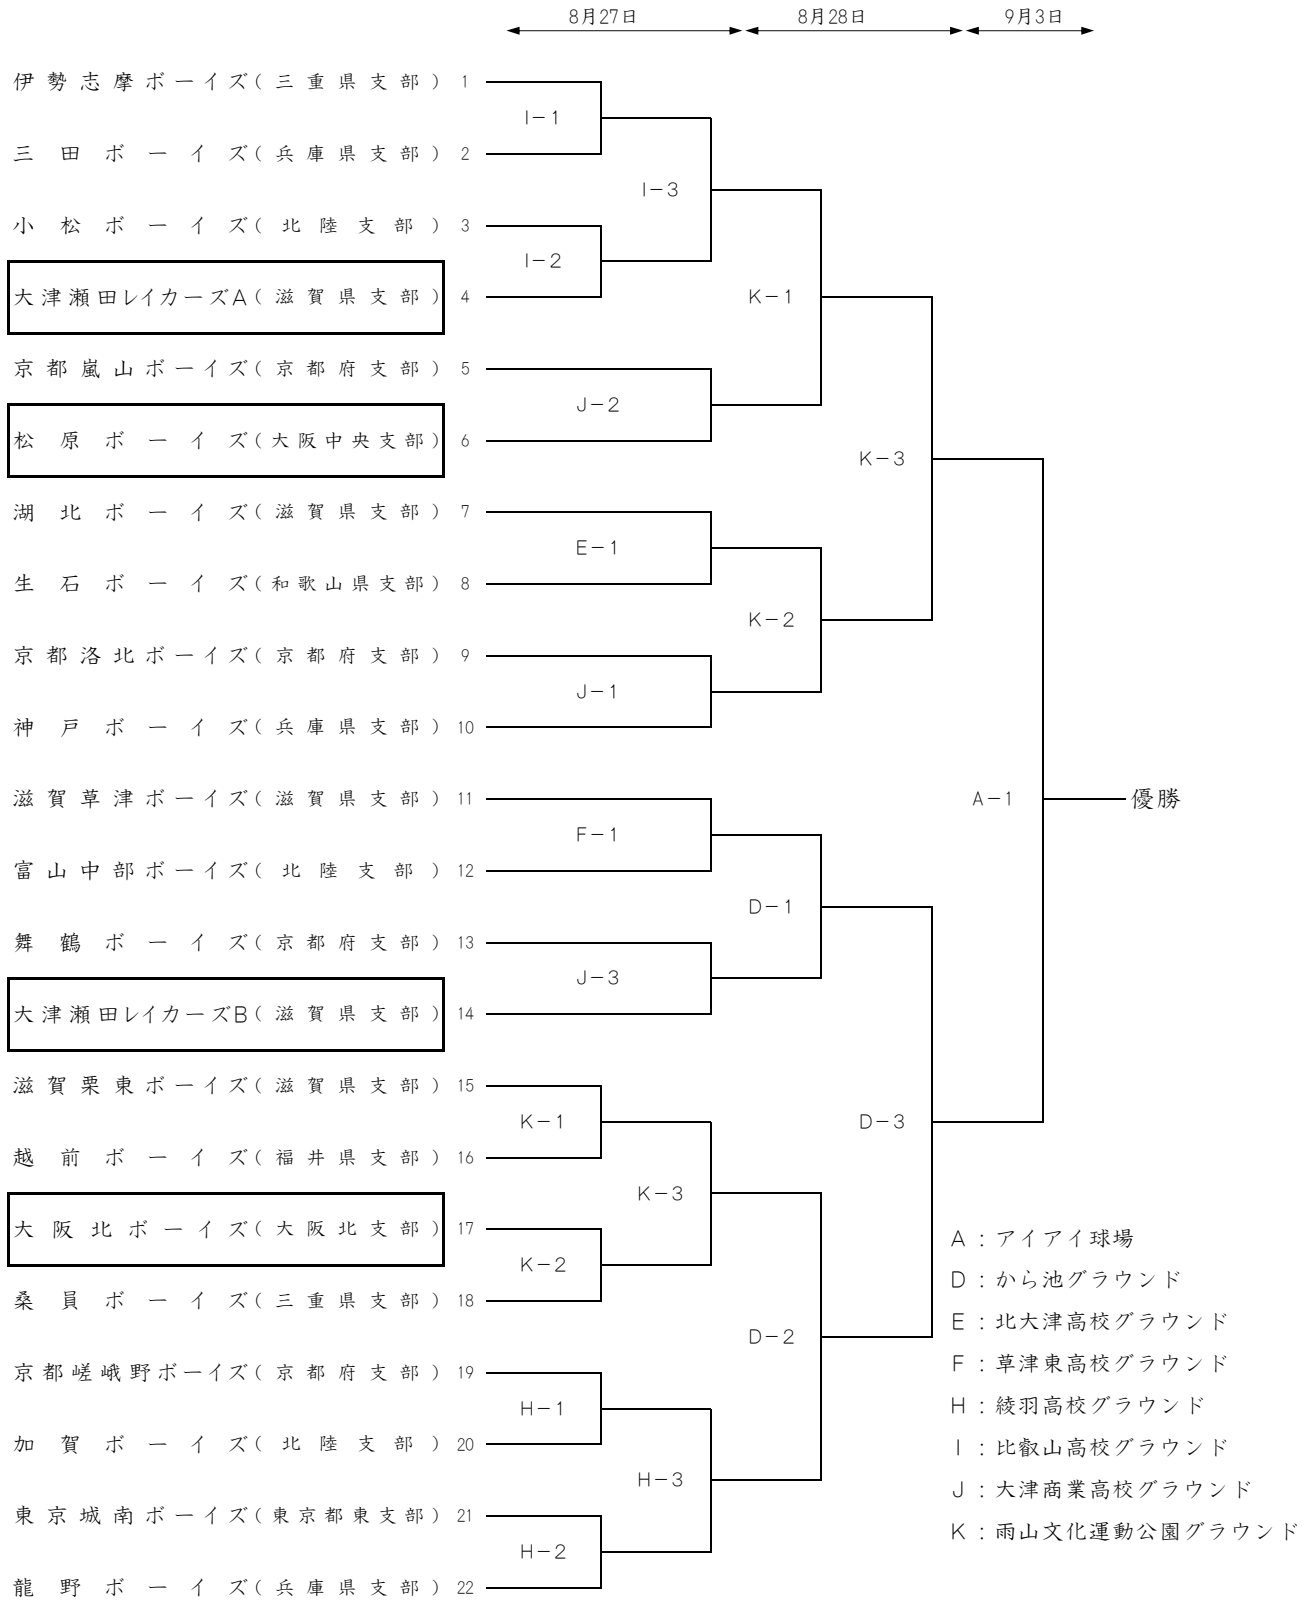 8月27日 8月28日 9月3日
伊勢志摩ボーイズ(三重県支部) 1
I-1
三田ボーイズ(兵庫県支部) 2
I-3
小松ボーイズ(北陸支部) 3
I-2
大津瀬田レイカーズA(滋賀県支部) 4
K-1
京都嵐山ボーイズ(京都府支部) 5
J-2
松原ボーイズ(大阪中央支部) 6
K-3
湖北ボーイズ(滋賀県支部) 7
E-1
生石ボーイズ(和歌山県支部) 8
K-2
京都洛北ボーイズ(京都府支部) 9
J-1
神戸ボーイズ(兵庫県支部) 10
滋賀草津ボーイズ(滋賀県支部) 11
A-1 優勝
F-1
富山中部ボーイズ(北陸支部) 12
D-1
舞鶴ボーイズ(京都府支部) 13
J-3
大津瀬田レイカーズB(滋賀県支部) 14
滋賀栗東ボーイズ(滋賀県支部) 15
K-1
D-3
越前ボーイズ(福井県支部) 16
K-3
大阪北ボーイズ(大阪北支部) 17
K-2
桑員ボーイズ(三重県支部) 18
D-2
京都嵯峨野ボーイズ(京都府支部) 19
H-1
加賀ボーイズ(北陸支部) 20
H-3
東京城南ボーイズ(東京都東支部) 21
H-2
龍野ボーイズ(兵庫県支部) 22
A:アイアイ球場
D:から池グラウンド
E:北大津高校グラウンド
F:草津東高校グラウンド
H:綾羽高校グラウンド
I:比叡山高校グラウンド
J:大津商業高校グラウンド
K:雨山文化運動公園グラウンド